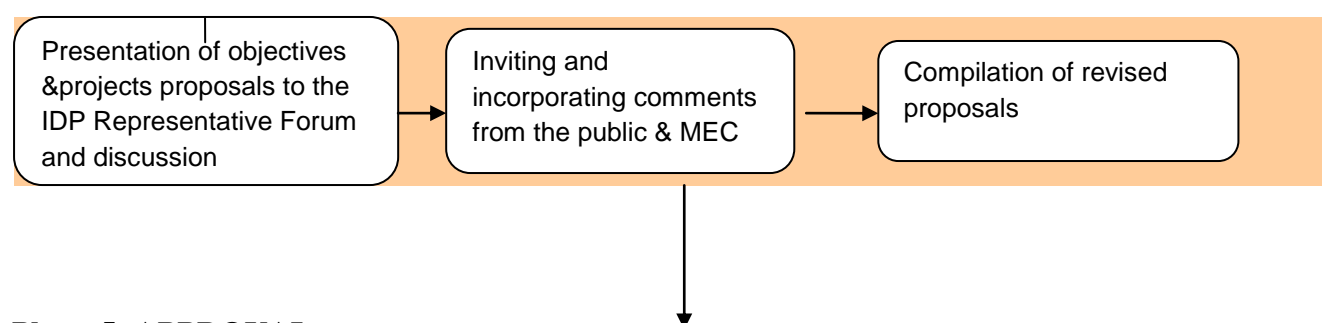 Presentation of objectives
&projects proposals to the
IDP Representative Forum
and discussion
Inviting and
incorporating comments
from the public & MEC
Compilation of revised
proposals